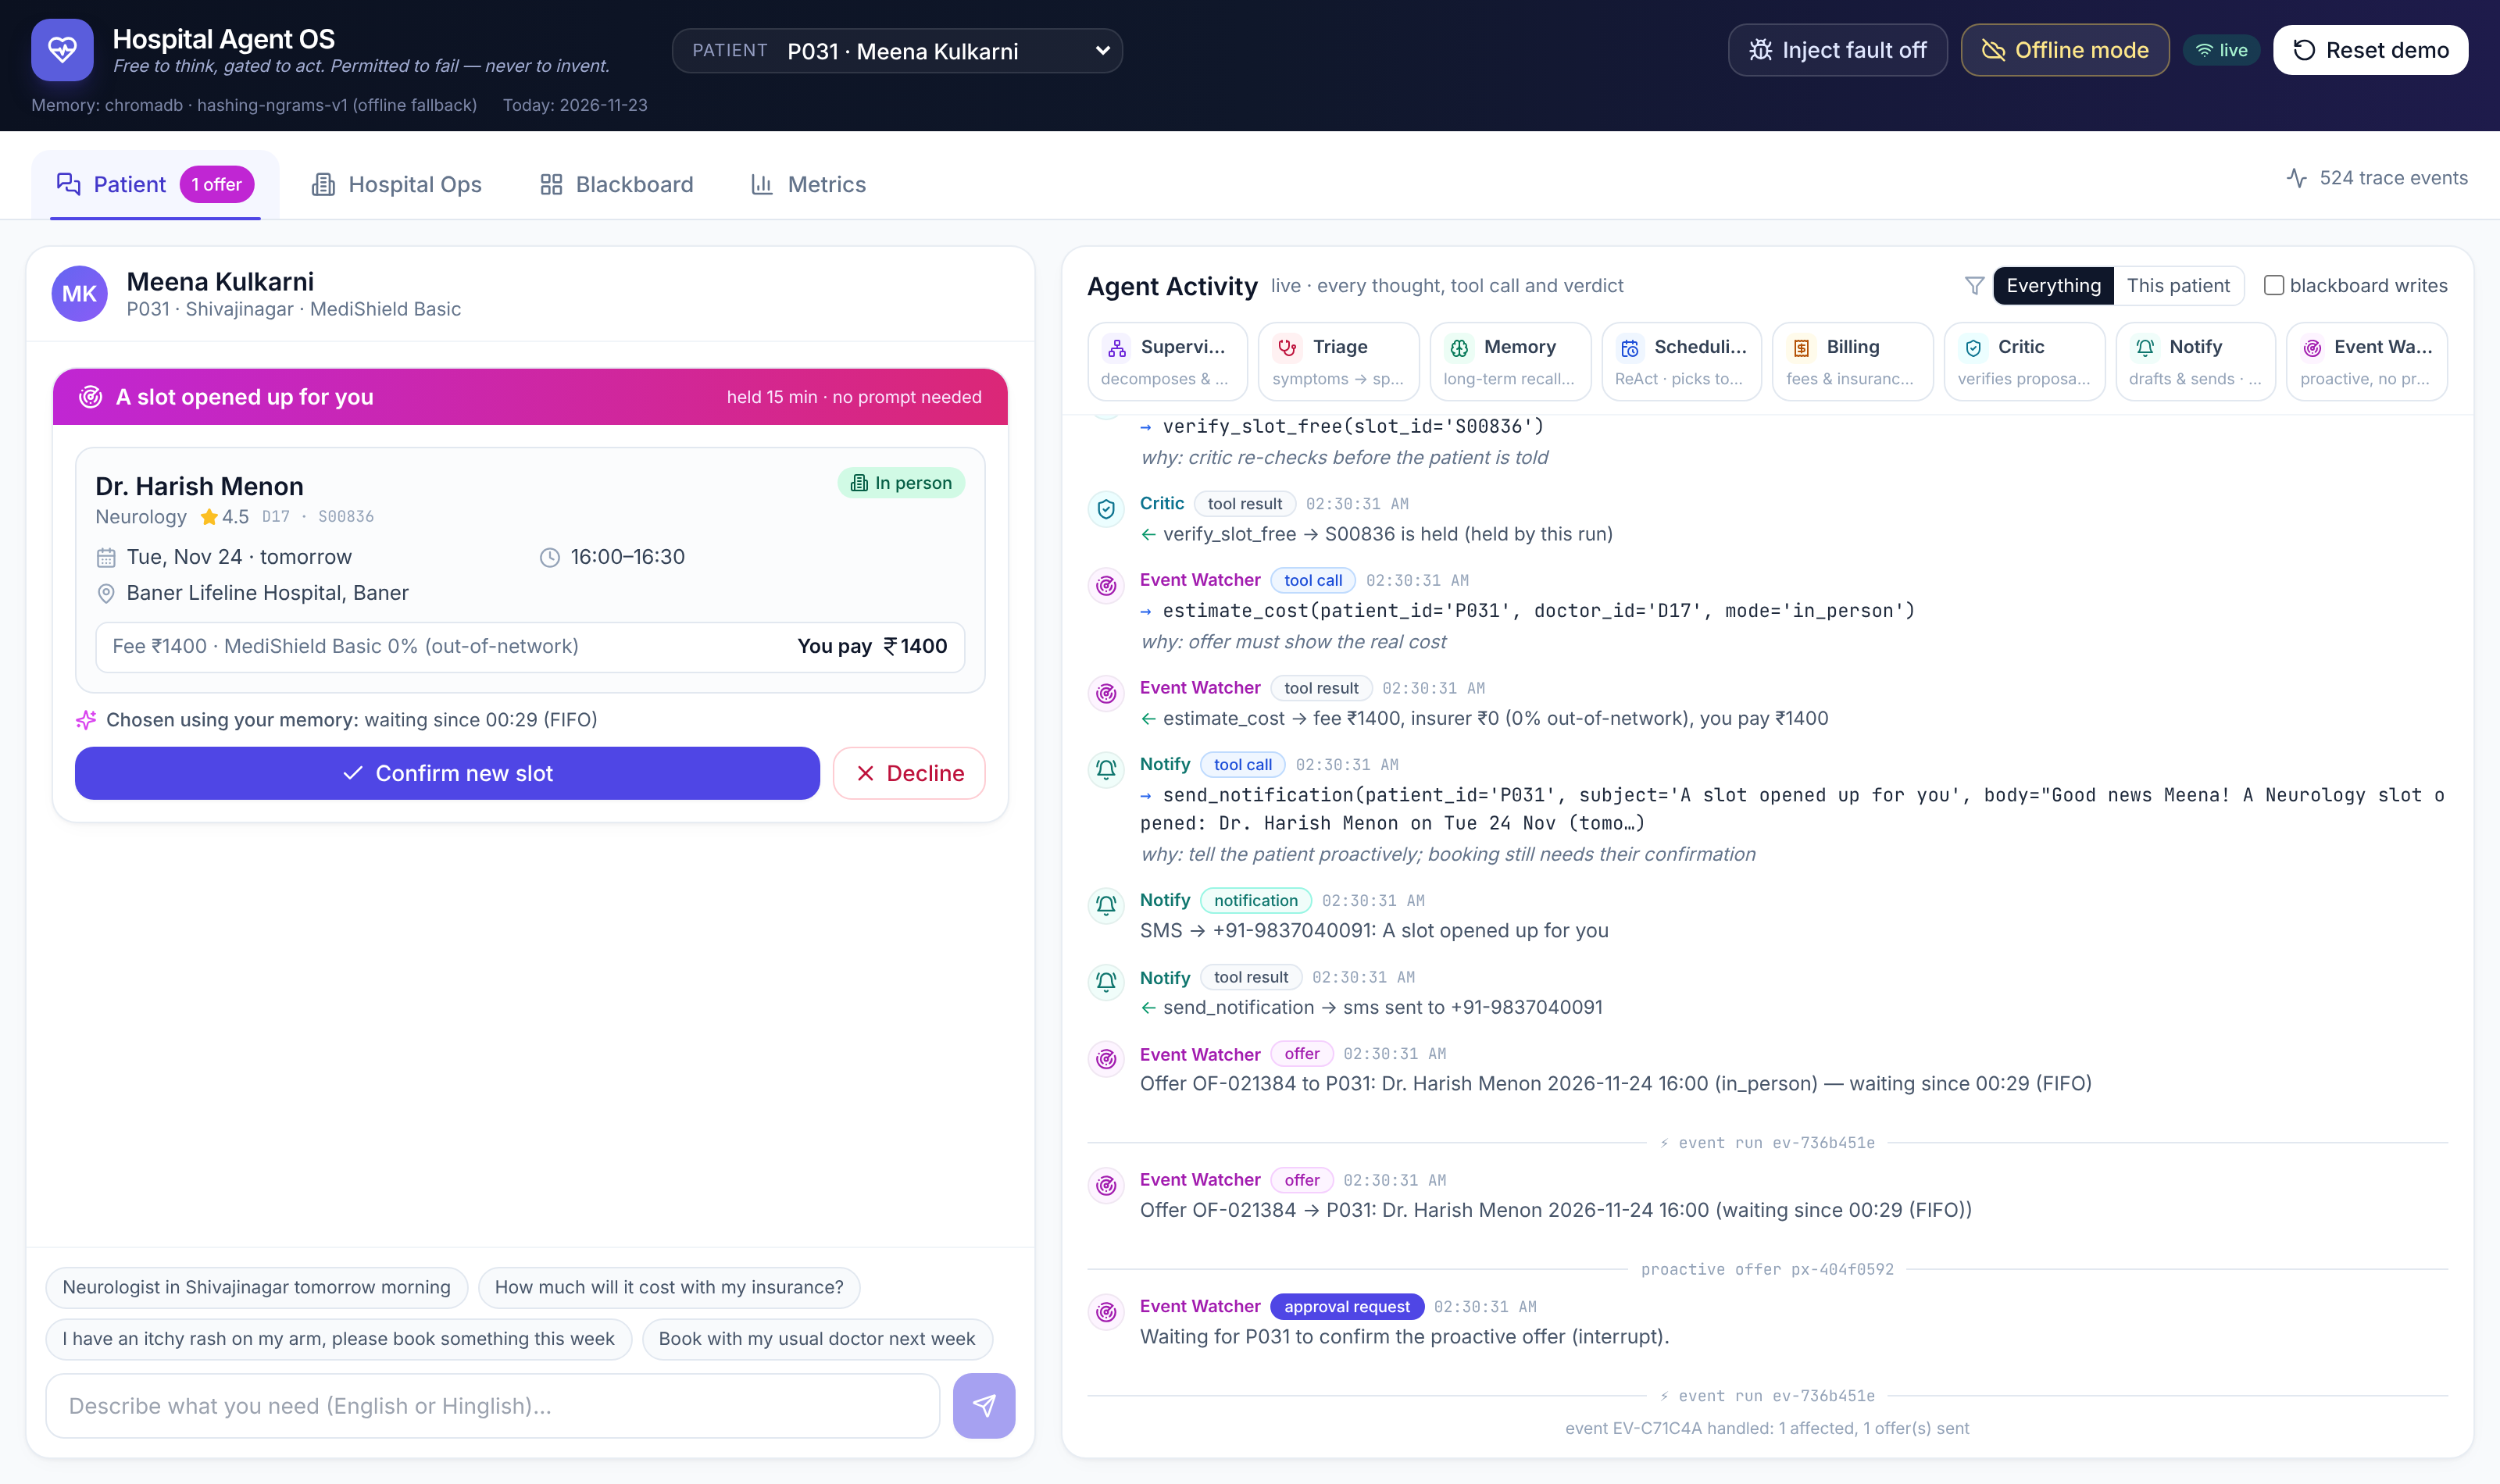 Hospital Agent OS
Free to think, gated to act. Permitted to fail — never to invent.
Memory: chromadb · hashing-ngrams-v1 (offline fallback) Today: 2026-11-23
PATIENT P031 · Meena Kulkarni
Inject fault off
Offline mode
live
Reset demo
Patient 1 offer
Hospital Ops
Blackboard
Metrics
524 trace events
MK
Meena Kulkarni
P031 · Shivajinagar · MediShield Basic
A slot opened up for you
held 15 min · no prompt needed
Dr. Harish Menon
In person
Neurology 4.5 D17 · S00836
Tue, Nov 24 · tomorrow
16:00–16:30
Baner Lifeline Hospital, Baner
Fee ₹1400 · MediShield Basic 0% (out-of-network)
You pay ₹1400
Chosen using your memory: waiting since 00:29 (FIFO)
Confirm new slot
Decline
Neurologist in Shivajinagar tomorrow morning
How much will it cost with my insurance?
I have an itchy rash on my arm, please book something this week
Book with my usual doctor next week
Describe what you need (English or Hinglish)...
Agent Activity live · every thought, tool call and verdict
Everything
This patient
blackboard writes
Supervi...
decomposes & ...
Triage
symptoms → sp...
Memory
long-term recall...
Scheduli...
ReAct · picks to...
Billing
fees & insuranc...
Critic
verifies proposa...
Notify
drafts & sends · ...
Event Wa...
proactive, no pr...
→ verify_slot_free(slot_id='S00836')
why: critic re-checks before the patient is told
Critic tool result 02:30:31 AM
← verify_slot_free → S00836 is held (held by this run)
Event Watcher tool call 02:30:31 AM
→ estimate_cost(patient_id='P031', doctor_id='D17', mode='in_person')
why: offer must show the real cost
Event Watcher tool result 02:30:31 AM
← estimate_cost → fee ₹1400, insurer ₹0 (0% out-of-network), you pay ₹1400
Notify tool call 02:30:31 AM
→ send_notification(patient_id='P031', subject='A slot opened up for you', body="Good news Meena! A Neurology slot o
pened: Dr. Harish Menon on Tue 24 Nov (tomo…)
why: tell the patient proactively; booking still needs their confirmation
Notify notification 02:30:31 AM
SMS → +91-9837040091: A slot opened up for you
Notify tool result 02:30:31 AM
← send_notification → sms sent to +91-9837040091
Event Watcher offer 02:30:31 AM
Offer OF-021384 to P031: Dr. Harish Menon 2026-11-24 16:00 (in_person) — waiting since 00:29 (FIFO)
⚡ event run ev-736b451e
Event Watcher offer 02:30:31 AM
Offer OF-021384 → P031: Dr. Harish Menon 2026-11-24 16:00 (waiting since 00:29 (FIFO))
proactive offer px-404f0592
Event Watcher approval request 02:30:31 AM
Waiting for P031 to confirm the proactive offer (interrupt).
⚡ event run ev-736b451e
event EV-C71C4A handled: 1 affected, 1 offer(s) sent